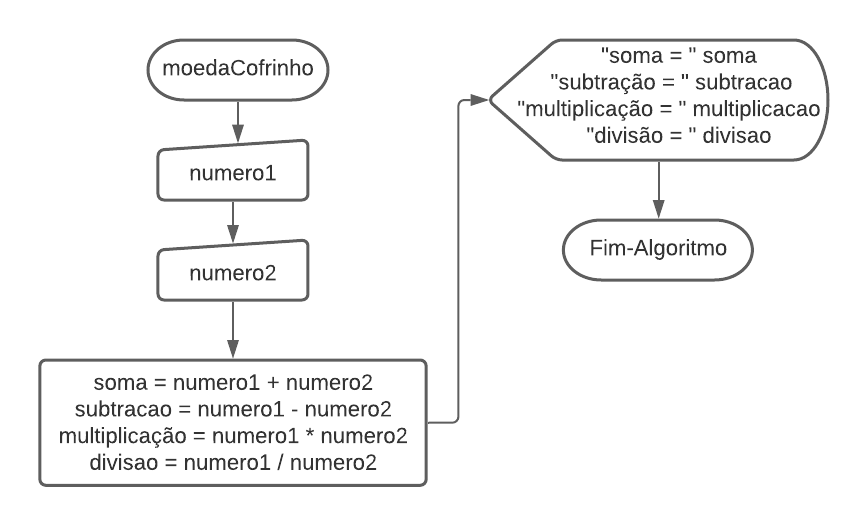 moedaCofrinho
numero1
numero2
soma = numero1 + numero2
subtracao = numero1 - numero2
multiplicação = numero1 * numero2
divisao = numero1 / numero2
"soma = " soma
"subtração = " subtracao
"multiplicação = " multiplicacao
"divisão = " divisao
Fim-Algoritmo